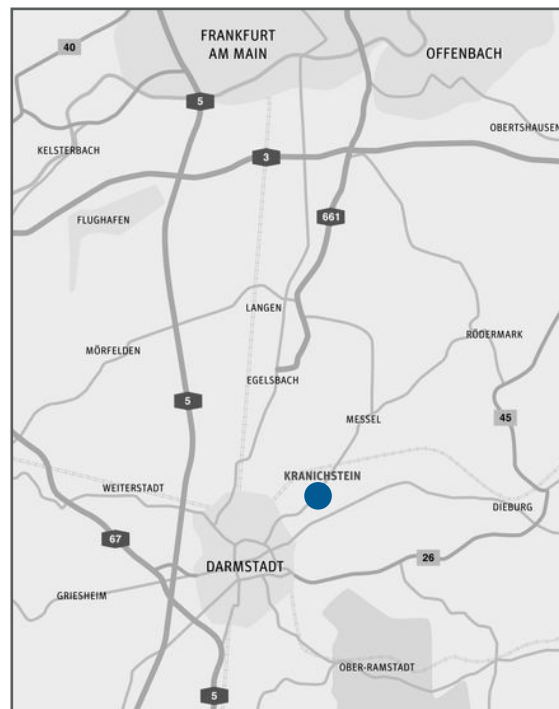 FRANKFURT
AM MAIN
OFFENBACH
40
5
OBERTSHAUSEN
KELSTERBACH
3
FLUGHAFEN
661
LANGEN
RÖDERMARK
MÖRFELDEN
EGELSBACH
5
MESSEL
45
KRANICHSTEIN
WEITERSTADT
DIEBURG
67
26
DARMSTADT
GRIESHEIM
OBER-RAMSTADT
5